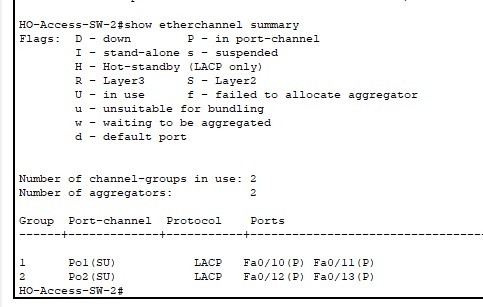 HO-Access-SW-2#show etherchannel summary
Flags:  D - down        P - in port-channel
        I - stand-alone s - suspended
        H - Hot-standby (LACP only)
        R - Layer3      S - Layer2
        U - in use      f - failed to allocate aggregator
        u - unsuitable for bundling
        w - waiting to be aggregated
        d - default port
Number of channel-groups in use: 2
Number of aggregators:           2
Group  Port-channel  Protocol    Ports
------+-------------+-----------+----------------------------------------------
1      Po1(SU)           LACP   Fa0/10(P) Fa0/11(P)
2      Po2(SU)           LACP   Fa0/12(P) Fa0/13(P)
HO-Access-SW-2#